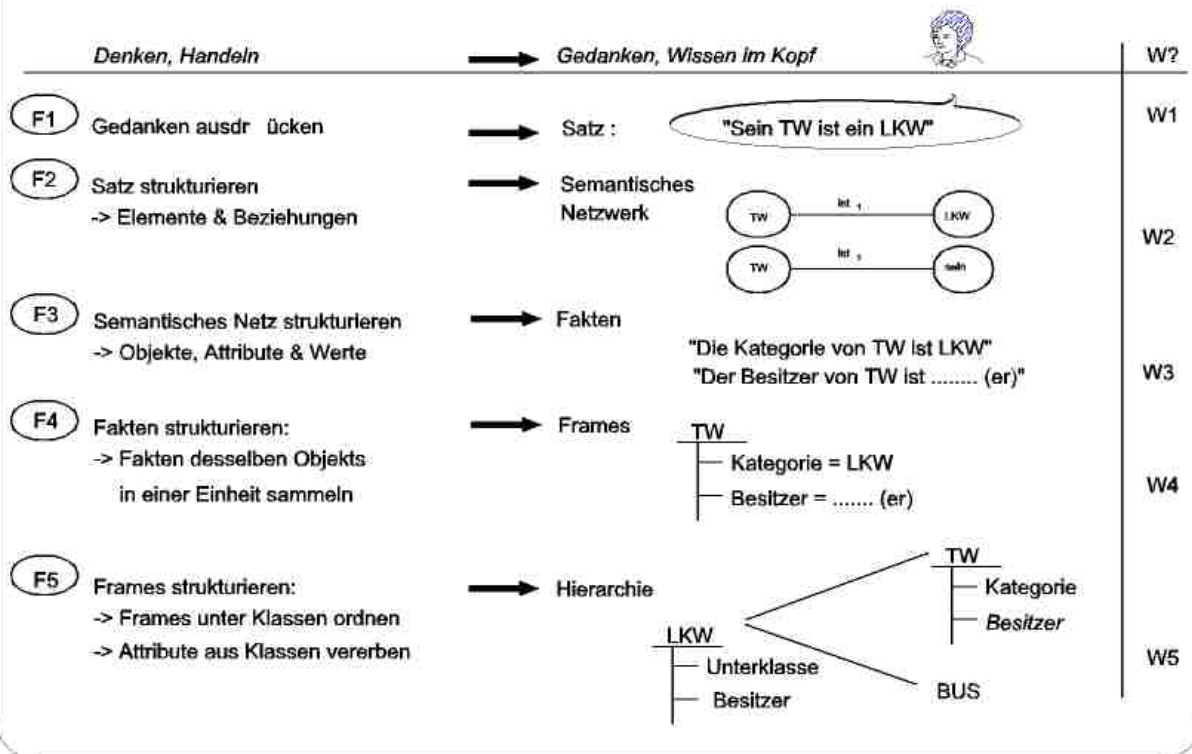 Denken, Handeln Gedanken, Wissen im Kopf W?
F1 Gedanken ausdr ücken Satz : "Sein TW ist ein LKW" W1
F2 Satz strukturieren Semantisches
-> Elemente & Beziehungen Netzwerk
TW ist 1 LKW
W2
TW ist sein
F3 Semantisches Netz strukturieren Fakten
-> Objekte, Attribute & Werte "Die Kategorie von TW ist LKW"
"Der Besitzer von TW ist ........ (er)" W3
F4 Fakten strukturieren: Frames TW
-> Fakten desselben Objekts Kategorie = LKW
in einer Einheit sammeln Besitzer = ....... (er) W4
F5 Frames strukturieren: Hierarchie
-> Frames unter Klassen ordnen
-> Attribute aus Klassen vererben
LKW
Unterklasse
Besitzer
TW
Kategorie
Besitzer
BUS
W5